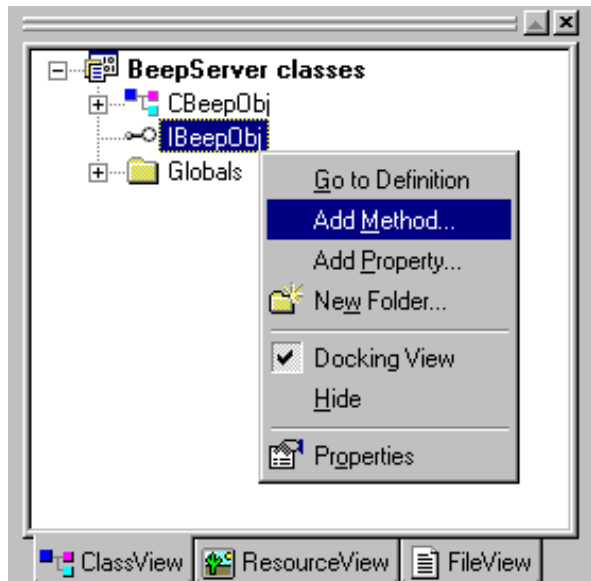 BeepServer classes
CBeepObj
IBeepObj
Globals
Go to Definition
Add Method...
Add Property...
New Folder...
Docking View
Hide
Properties
ClassView ResourceView FileView